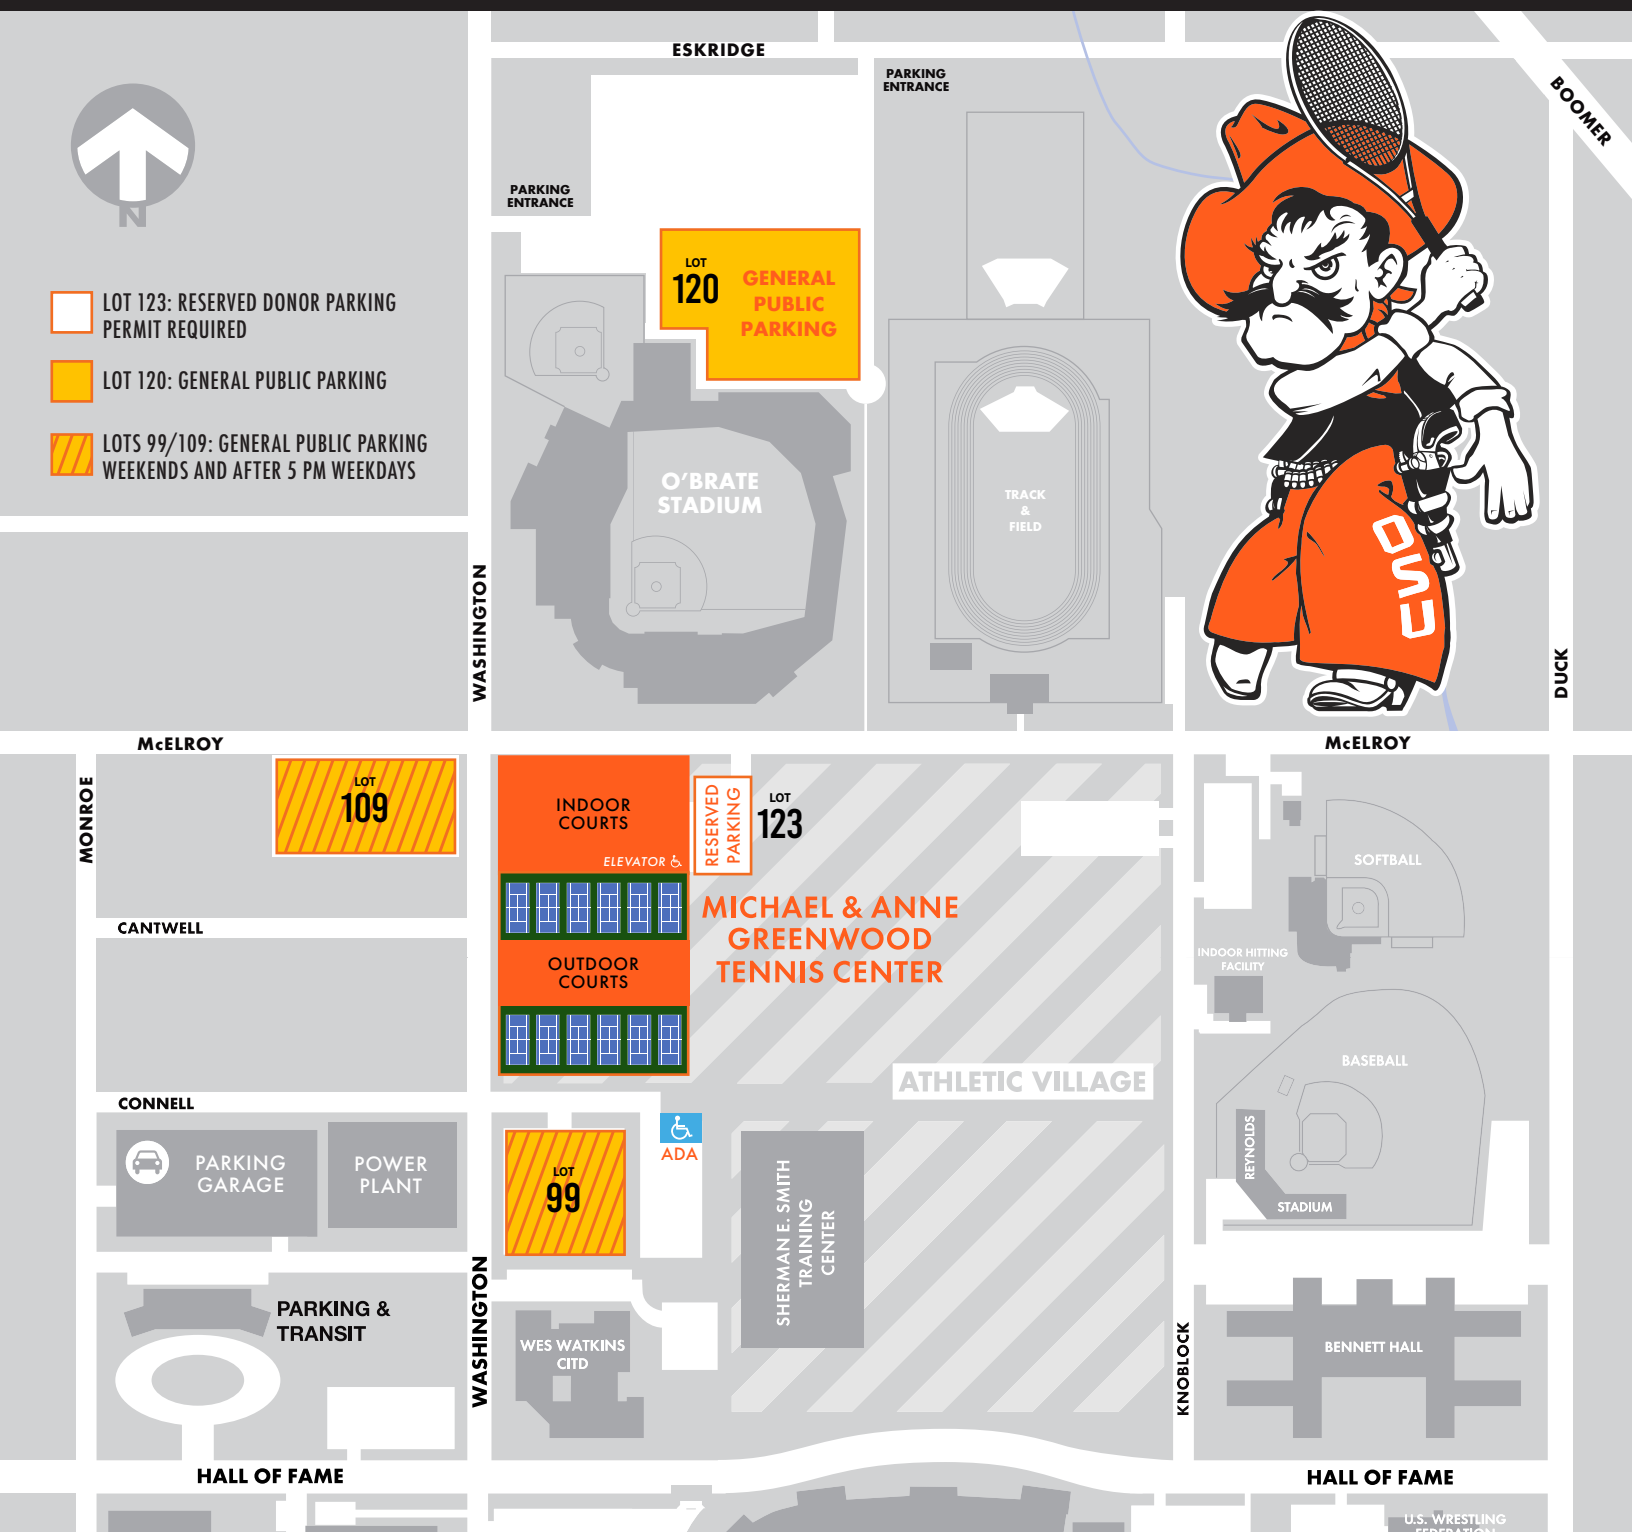 ESKRIDGE
PARKING
ENTRANCE
BOOMER
PARKING
ENTRANCE
N
LOT 123: RESERVED DONOR PARKING
PERMIT REQUIRED
LOT 120: GENERAL PUBLIC PARKING
LOTS 99/109: GENERAL PUBLIC PARKING
WEEKENDS AND AFTER 5 PM WEEKDAYS
LOT
120
GENERAL
PUBLIC
PARKING
O'BRATE
STADIUM
TRACK
&
FIELD
OSU
WASHINGTON
DUCK
McELROY
McELROY
MONROE
LOT
109
INDOOR
COURTS
ELEVATOR
RESERVED
PARKING
LOT
123
SOFTBALL
MICHAEL & ANNE
GREENWOOD
TENNIS CENTER
CANTWELL
OUTDOOR
COURTS
INDOOR HITTING
FACILITY
BASEBALL
ATHLETIC VILLAGE
CONNELL
PARKING
GARAGE
POWER
PLANT
LOT
99
ADA
SHERMAN E. SMITH
TRAINING
CENTER
REYNOLDS
STADIUM
WASHINGTON
PARKING &
TRANSIT
WES WATKINS
CITD
KNOBLOCK
BENNETT HALL
HALL OF FAME
HALL OF FAME
U.S. WRESTLING
FEDERATION